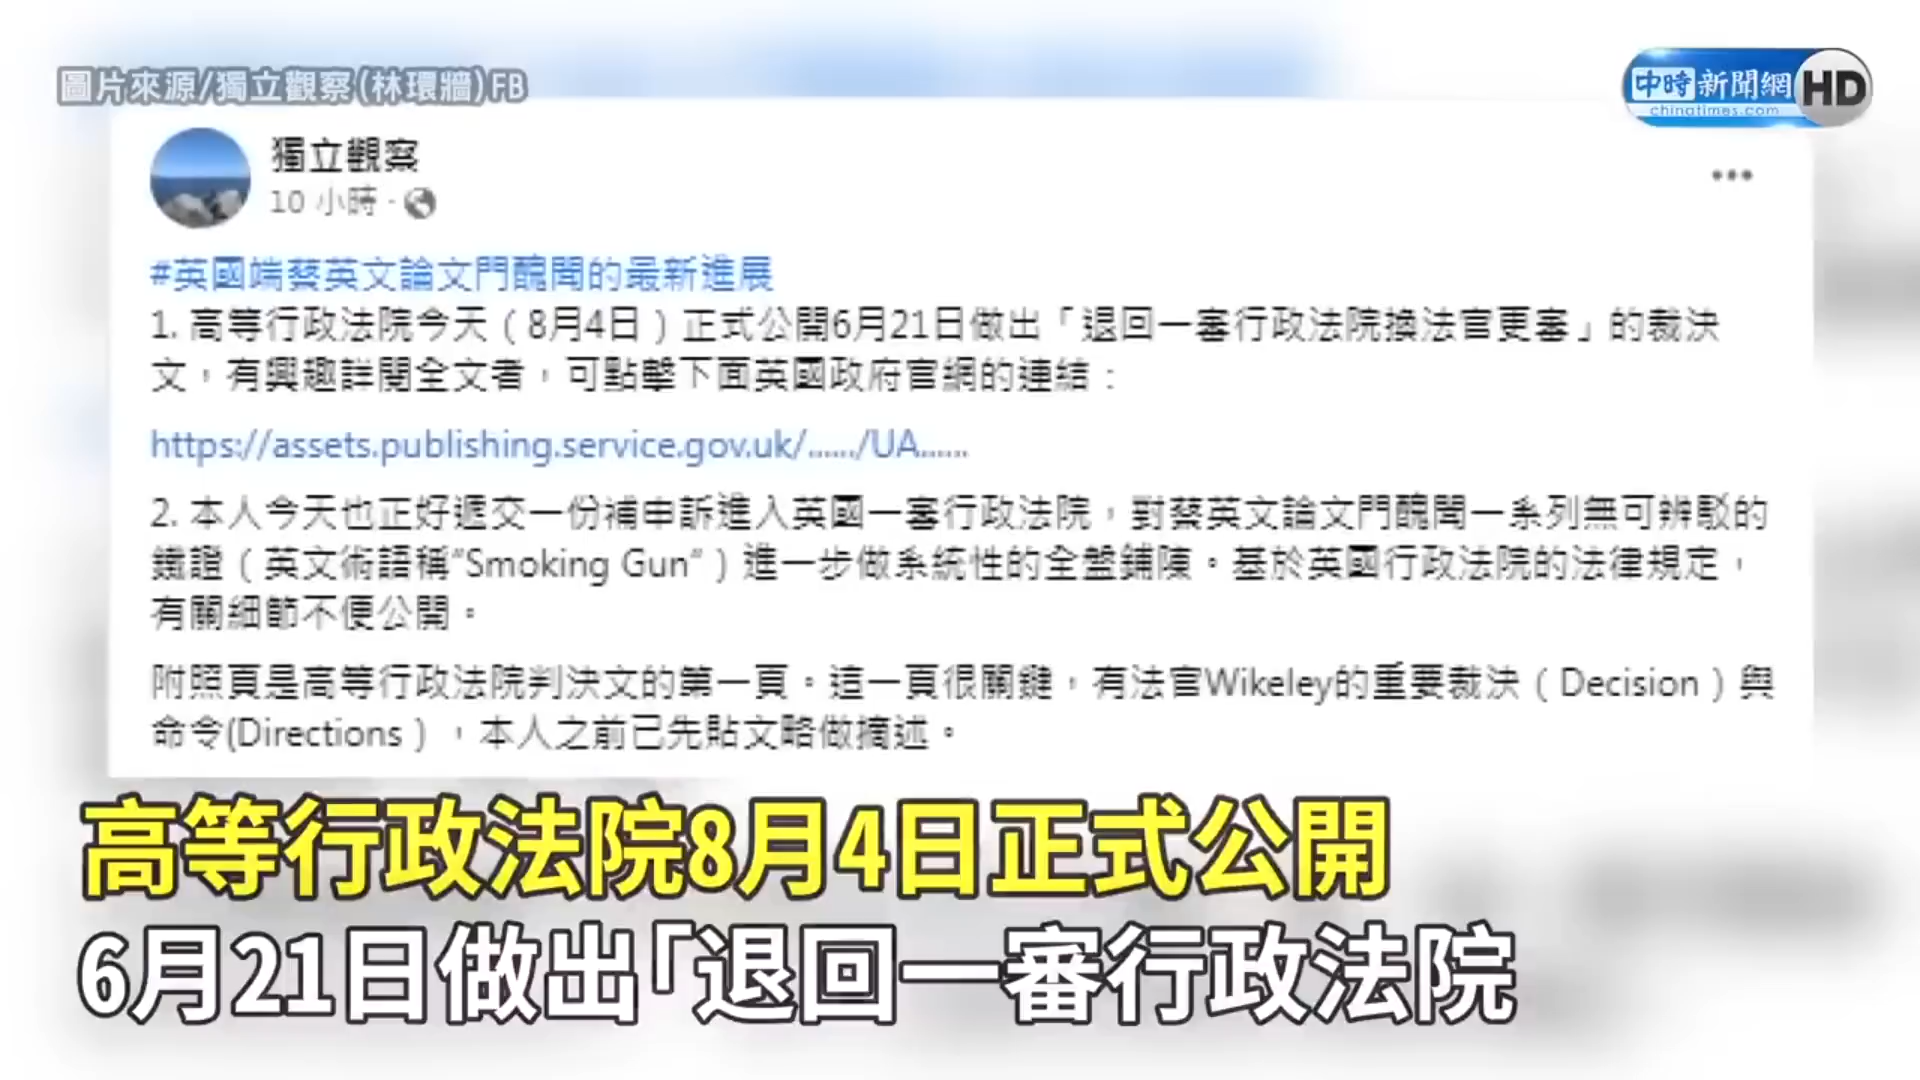 圖片來源/獨立觀察(林環牆)FB
中時新聞網HD
chinatimes.com
獨立觀察
10 小時
#英國端蔡英文論文門醜聞的最新進展
1. 高等行政法院今天（8月4日）正式公開6月21日做出「退回一審行政法院換法官更審」的裁決
文，有興趣詳閱全文者，可點擊下面英國政府官網的連結：
https://assets.publishing.service.gov.uk/....../UA......
2. 本人今天也正好遞交一份補申訴進入英國一審行政法院，對蔡英文論文門醜聞一系列無可辨駁的
鐵證（英文術語稱“Smoking Gun”）進一步做系統性的全盤鋪陳。基於英國行政法院的法律規定，
有關細節不便公開。
附照頁是高等行政法院判決文的第一頁。這一頁很關鍵，有法官Wikeley的重要裁決（Decision）與
命令(Directions），本人之前已先貼文略做摘述。
高等行政法院8月4日正式公開
6月21日做出「退回一審行政法院